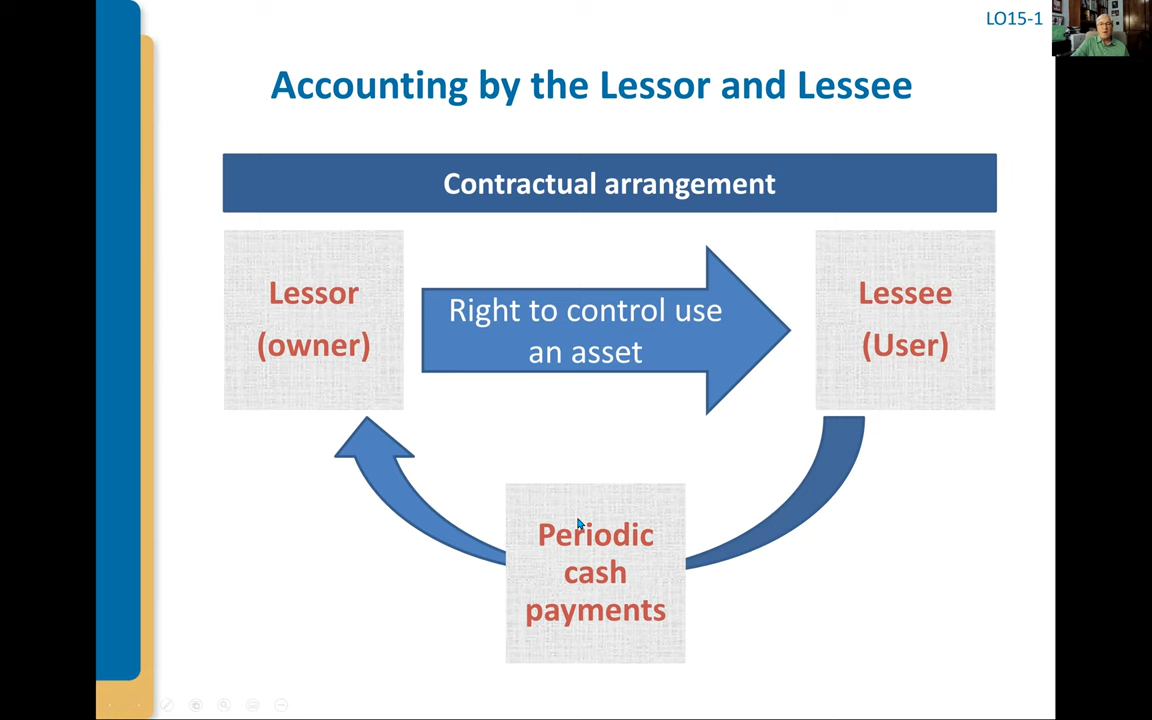 LO15-1
Accounting by the Lessor and Lessee
Contractual arrangement
Lessor
(owner)
Right to control use
an asset
Lessee
(User)
Periodic
cash
payments